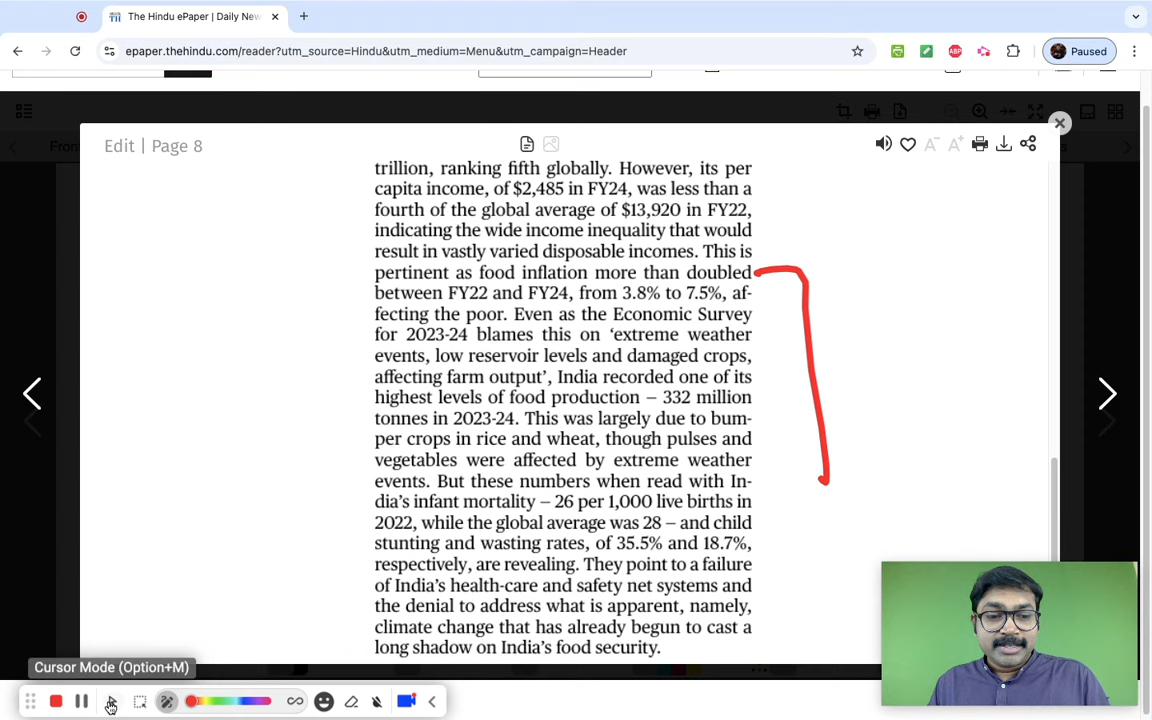 The Hindu ePaper | Daily New
epaper.thehindu.com/reader?utm_source=Hindu&utm_medium=Menu&utm_campaign=Header
ABP
Paused
Edit | Page 8
A-
A+
trillion, ranking fifth globally. However, its per
capita income, of $2,485 in FY24, was less than a
fourth of the global average of $13,920 in FY22,
indicating the wide income inequality that would
result in vastly varied disposable incomes. This is
pertinent as food inflation more than doubled
between FY22 and FY24, from 3.8% to 7.5%, af-
fecting the poor. Even as the Economic Survey
for 2023-24 blames this on ‘extreme weather
events, low reservoir levels and damaged crops,
affecting farm output’, India recorded one of its
highest levels of food production — 332 million
tonnes in 2023-24. This was largely due to bum-
per crops in rice and wheat, though pulses and
vegetables were affected by extreme weather
events. But these numbers when read with In-
dia’s infant mortality — 26 per 1,000 live births in
2022, while the global average was 28 — and child
stunting and wasting rates, of 35.5% and 18.7%,
respectively, are revealing. They point to a failure
of India’s health-care and safety net systems and
the denial to address what is apparent, namely,
climate change that has already begun to cast a
long shadow on India’s food security.
Cursor Mode (Option+M)